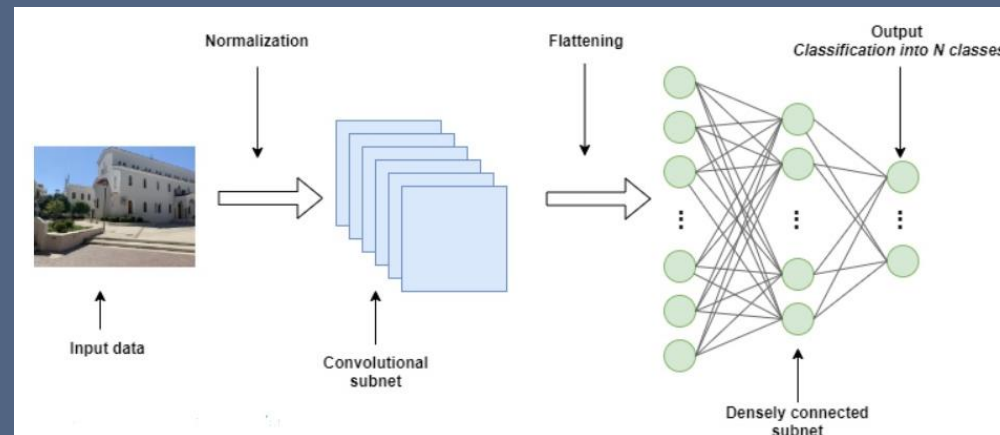 Normalization
Flattening
Output
Classification into N classes
Input data
Convolutional
subnet
Densely connected
subnet